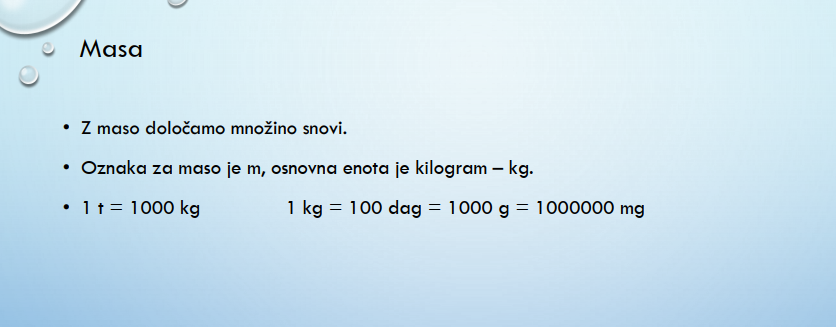 Masa
• Z maso določamo množino snovi.
• Oznaka za maso je m, osnovna enota je kilogram – kg.
• 1 t = 1000 kg 1 kg = 100 dag = 1000 g = 1000000 mg